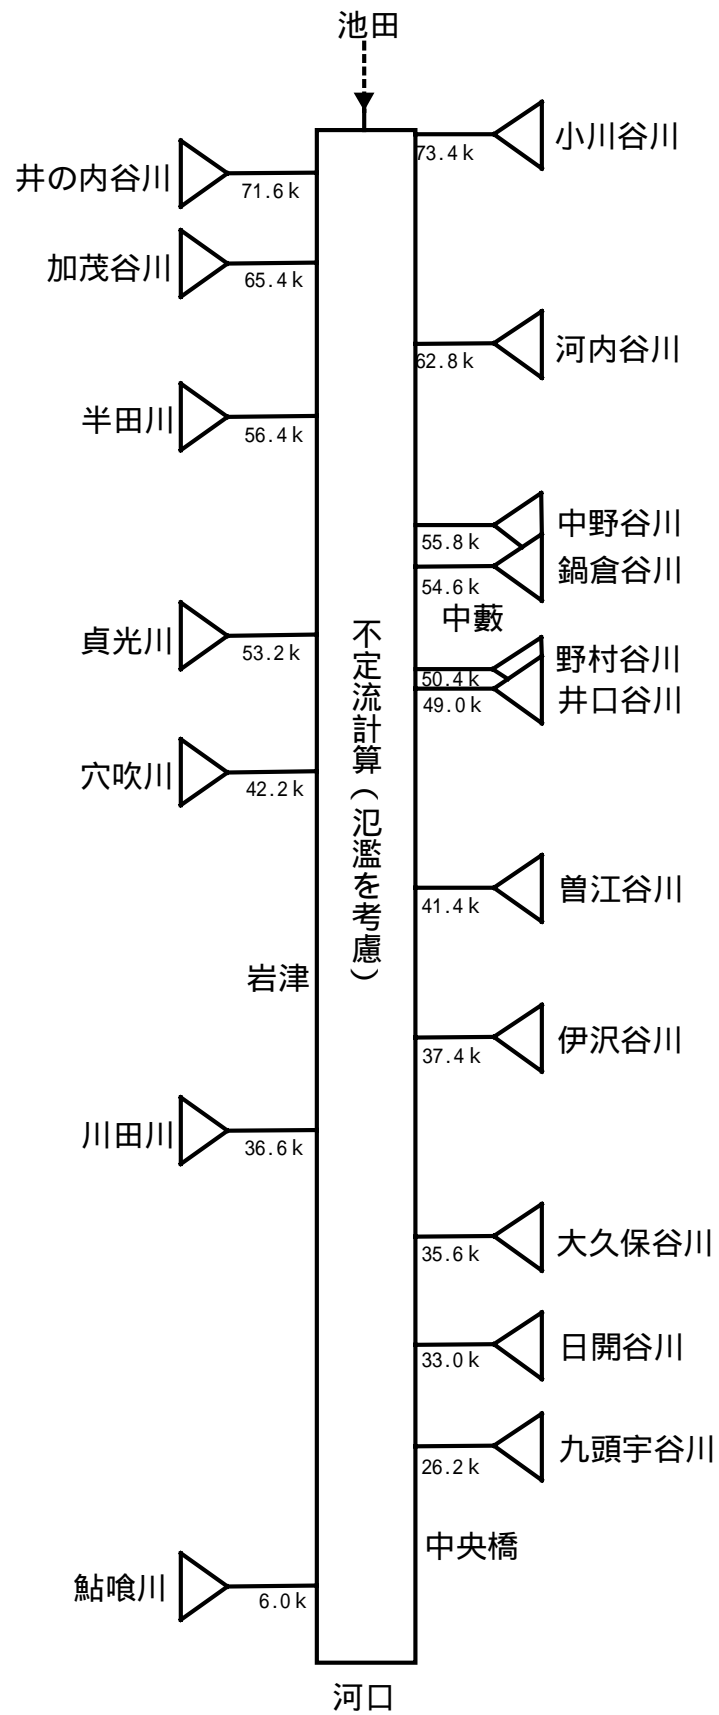 池田
小川谷川
73.4k
井の内谷川
71.6k
加茂谷川
65.4k
河内谷川
62.8k
半田川
56.4k
中野谷川
55.8k
鍋倉谷川
54.6k
中藪
貞光川
53.2k
野村谷川
50.4k
井口谷川
49.0k
不定流計算(氾濫を考慮)
穴吹川
42.2k
曽江谷川
41.4k
岩津
伊沢谷川
37.4k
川田川
36.6k
大久保谷川
35.6k
日開谷川
33.0k
九頭宇谷川
26.2k
中央橋
鮎喰川
6.0k
河口